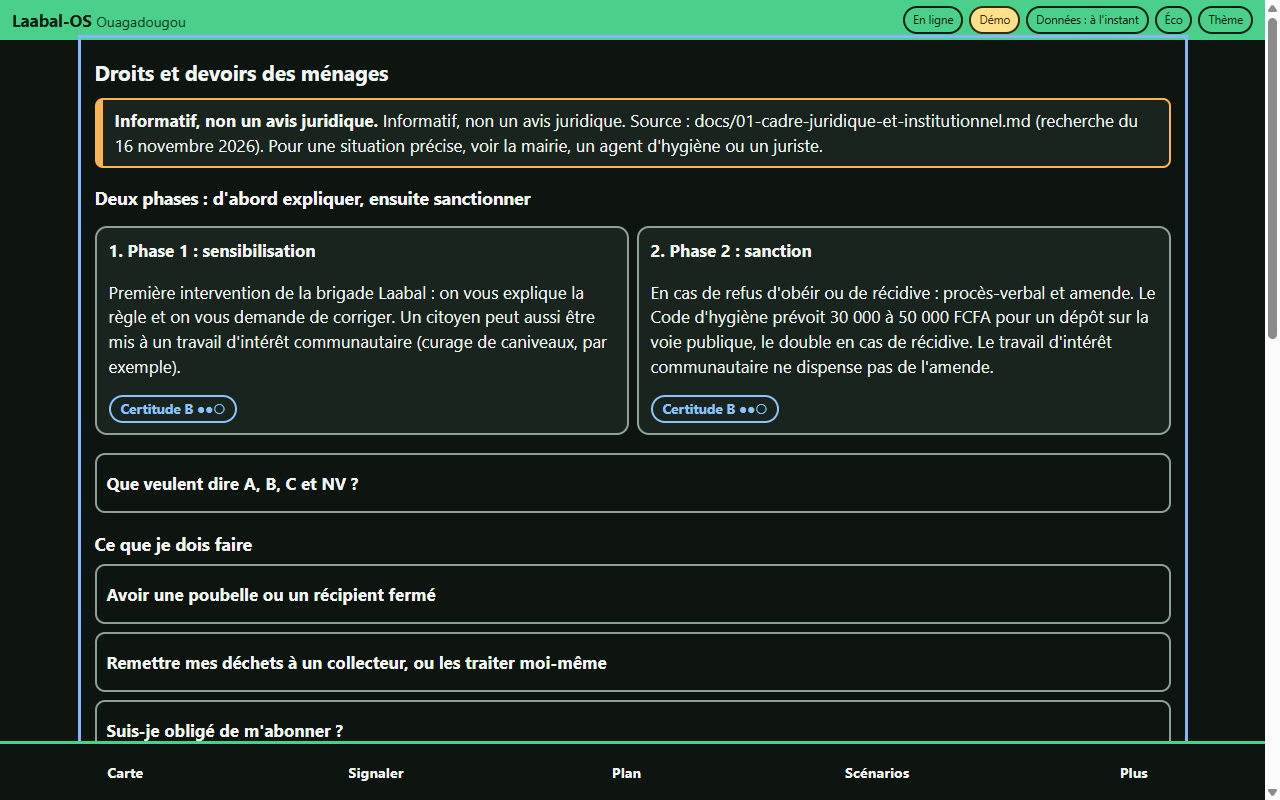 Laabal-OS Ouagadougou
En ligne
Démo
Données : à l'instant
Éco
Thème
Droits et devoirs des ménages
Informatif, non un avis juridique. Informatif, non un avis juridique. Source : docs/01-cadre-juridique-et-institutionnel.md (recherche du
16 novembre 2026). Pour une situation précise, voir la mairie, un agent d'hygiène ou un juriste.
Deux phases : d'abord expliquer, ensuite sanctionner
1. Phase 1 : sensibilisation
Première intervention de la brigade Laabal : on vous explique la
règle et on vous demande de corriger. Un citoyen peut aussi être
mis à un travail d'intérêt communautaire (curage de caniveaux, par
exemple).
Certitude B ●●○
2. Phase 2 : sanction
En cas de refus d'obéir ou de récidive : procès-verbal et amende. Le
Code d'hygiène prévoit 30 000 à 50 000 FCFA pour un dépôt sur la
voie publique, le double en cas de récidive. Le travail d'intérêt
communautaire ne dispense pas de l'amende.
Certitude B ●●○
Que veulent dire A, B, C et NV ?
Ce que je dois faire
Avoir une poubelle ou un récipient fermé
Remettre mes déchets à un collecteur, ou les traiter moi-même
Suis-je obligé de m'abonner ?
Carte
Signaler
Plan
Scénarios
Plus